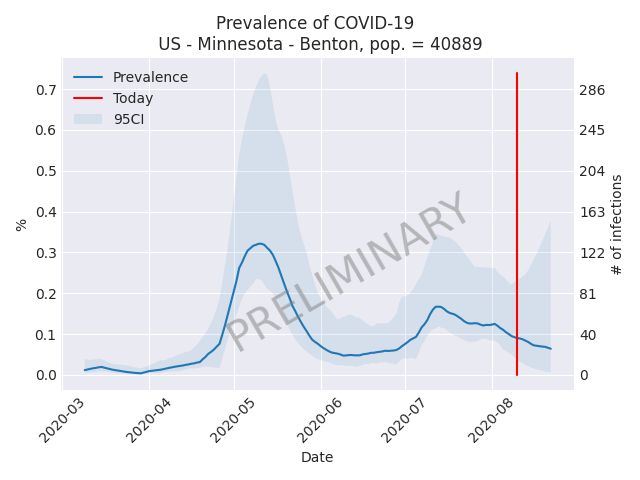 Prevalence of COVID-19
US - Minnesota - Benton, pop. = 40889
Prevalence
Today
95CI
0.7
0.6
0.5
0.4
0.3
0.2
0.1
0.0
%
286
245
204
163
122
81
40
0
# of infections
PRELIMINARY
2020-03
2020-04
2020-05
2020-06
2020-07
2020-08
Date